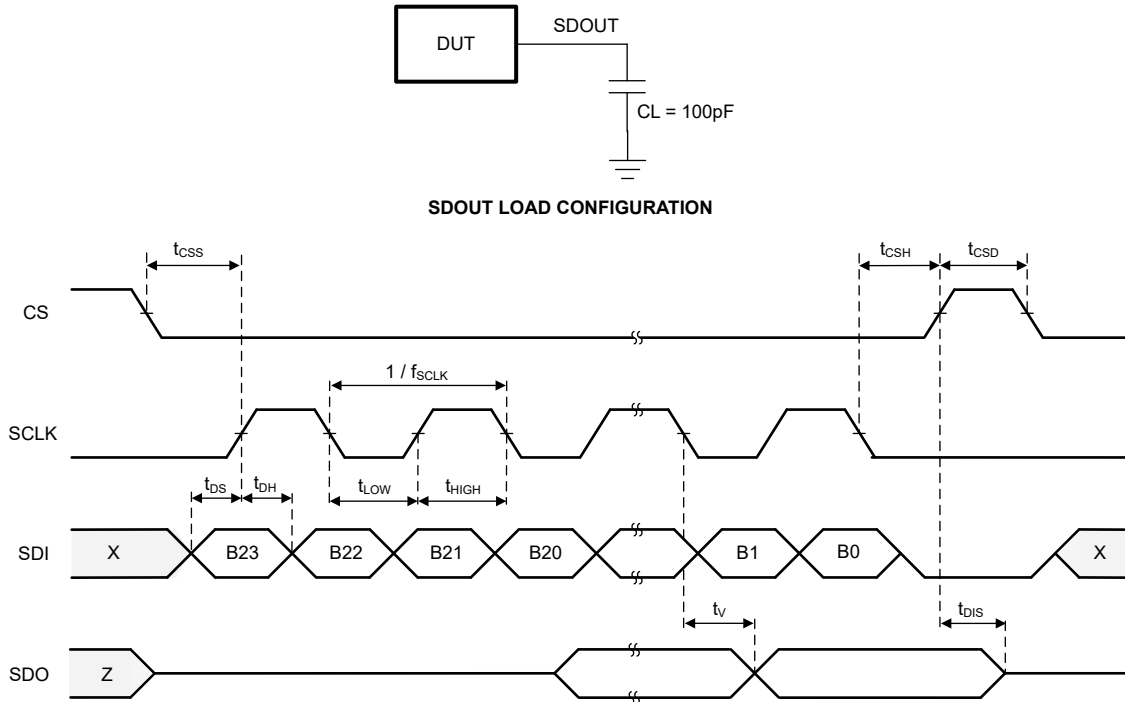 SDOUT
DUT
CL = 100pF
SDOUT LOAD CONFIGURATION
tCSS
tCSH
tCSD
CS
1 / fSCLK
SCLK
tDS
tDH
tLOW
tHIGH
SDI
X
B23
B22
B21
B20
B1
B0
X
tV
tDIS
SDO
Z